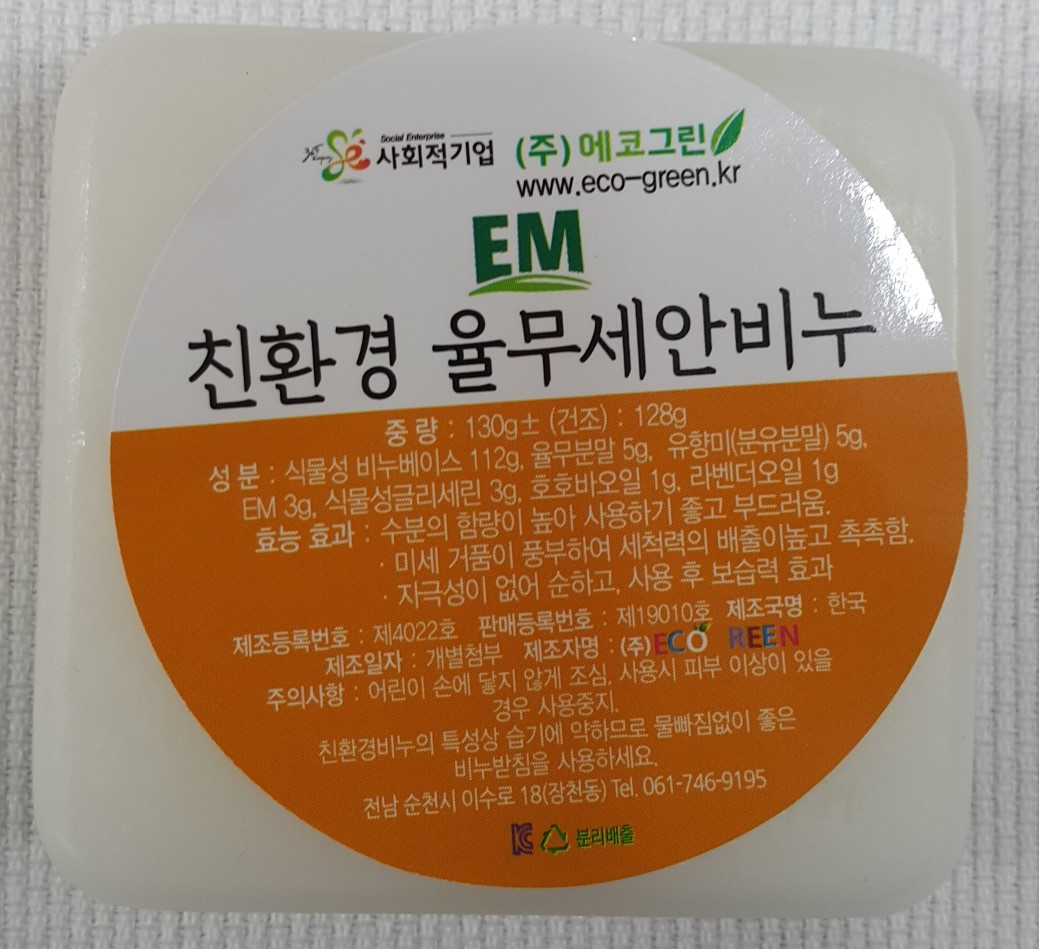 Social Enterprise
사회적기업 (주)에코그린
www.eco-green.kr
EM
친환경 율무세안비누
중 량 : 130g± (건조) : 128g
성 분 : 식물성 비누베이스 112g, 율무분말 5g, 유향미(분유분말) 5g,
EM 3g, 식물성글리세린 3g, 호호바오일 1g, 라벤더오일 1g
효능 효과 : 수분의 함량이 높아 사용하기 좋고 부드러움.
· 미세 거품이 풍부하여 세척력의 배출이높고 촉촉함.
· 자극성이 없어 순하고, 사용 후 보습력 효과
제조등록번호 : 제4022호 판매등록번호 : 제19010호 제조국명 : 한국
제조일자 : 개별첨부 제조자명 : (주)ECO REEN
주의사항 : 어린이 손에 닿지 않게 조심, 사용시 피부 이상이 있을
경우 사용중지.
친환경비누의 특성상 습기에 약하므로 물빠짐없이 좋은
비누받침을 사용하세요.
전남 순천시 이수로 18(장천동) Tel. 061-746-9195
분리배출